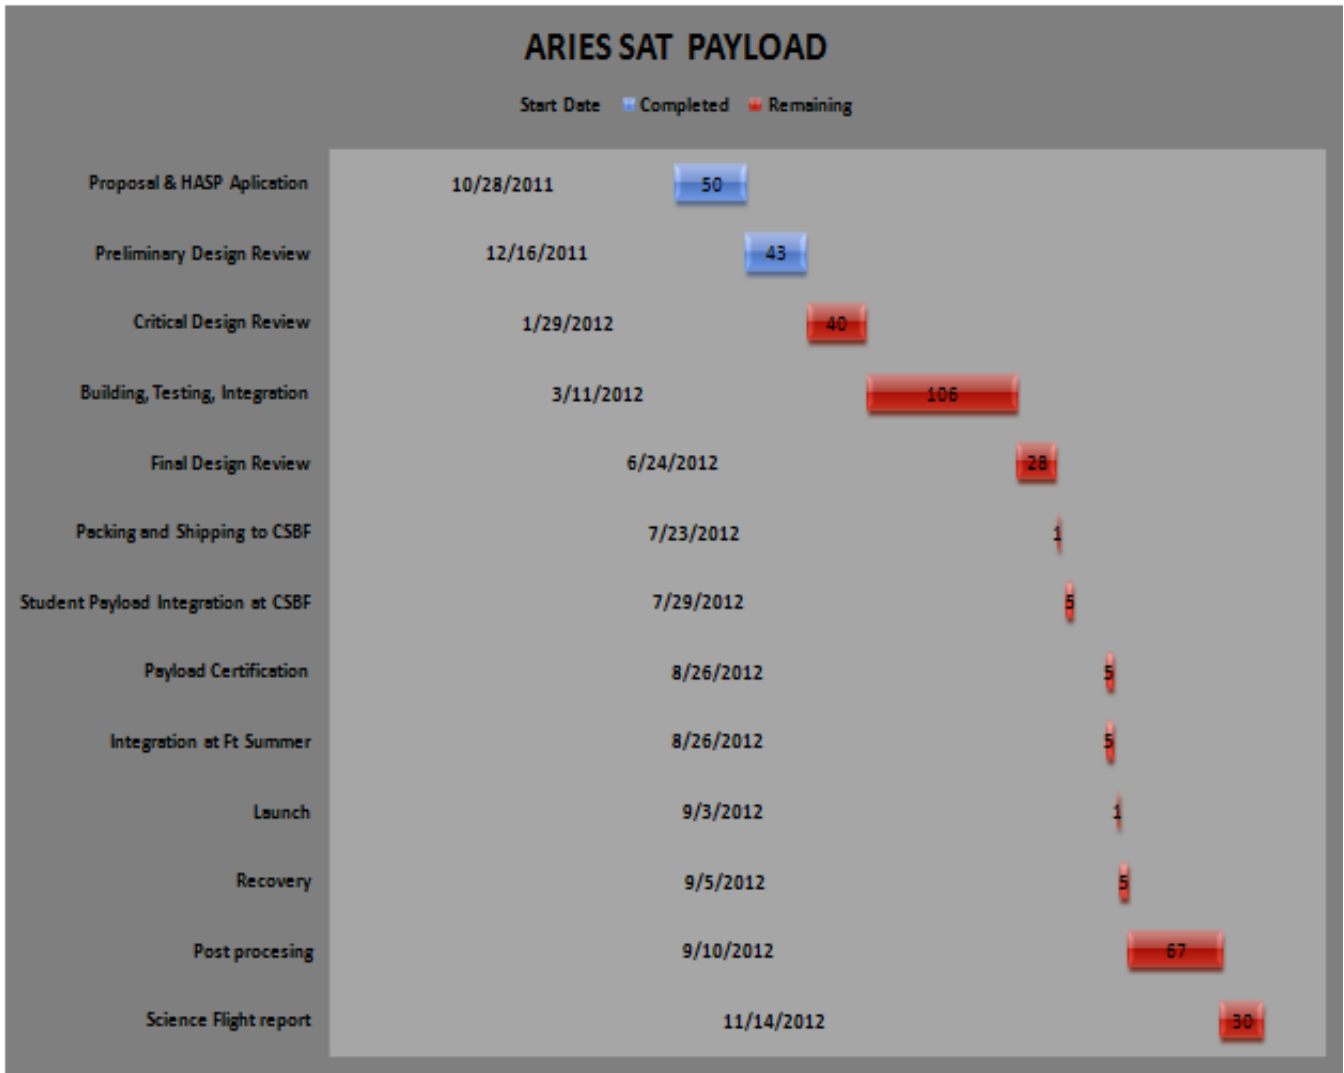 ARIES SAT PAYLOAD
Start Date Completed Remaining
Proposal & HASP Aplication 10/28/2011 50
Preliminary Design Review 12/16/2011 43
Critical Design Review 1/29/2012 40
Building, Testing, Integration 3/11/2012 106
Final Design Review 6/24/2012 28
Packing and Shipping to CSBF 7/23/2012 1
Student Payload Integration at CSBF 7/29/2012 5
Payload Certification 8/26/2012 5
Integration at Ft Summer 8/26/2012 5
Launch 9/3/2012 1
Recovery 9/5/2012 5
Post procesing 9/10/2012 67
Science Flight report 11/14/2012 30